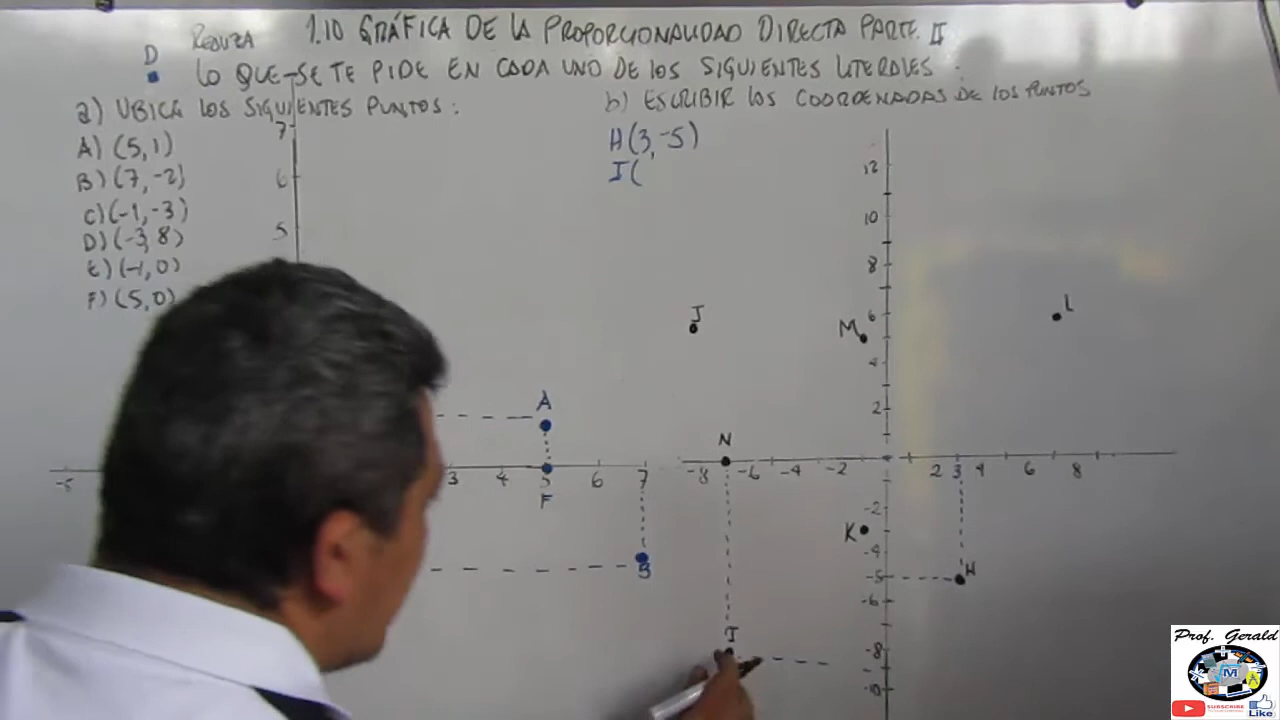 1.10 GRÁFICA DE LA PROPORCIONALIDAD DIRECTA PARTE II
REALIZA
D
LO QUE SE TE PIDE EN CADA UNO DE LOS SIGUIENTES LITERALES.
a) UBICA LOS SIGUIENTES PUNTOS:
A) (5,1)
B) (7,-2)
C) (-1,-3)
D) (-3,8)
E) (-1,0)
F) (5,0)
7
6
5
A
-5
3 4 5 6 7
F
B
b) ESCRIBIR LOS COORDENADAS DE LOS PUNTOS
H(3,-5)
I(
12
10
8
6
4
2
J
M
L
N
-8 -6 -4 -2 2 3 4 6 8
-2
K
-4
-5
H
-6
I
-8
-10
Prof. Gerald
M
SUBSCRIBE
Like